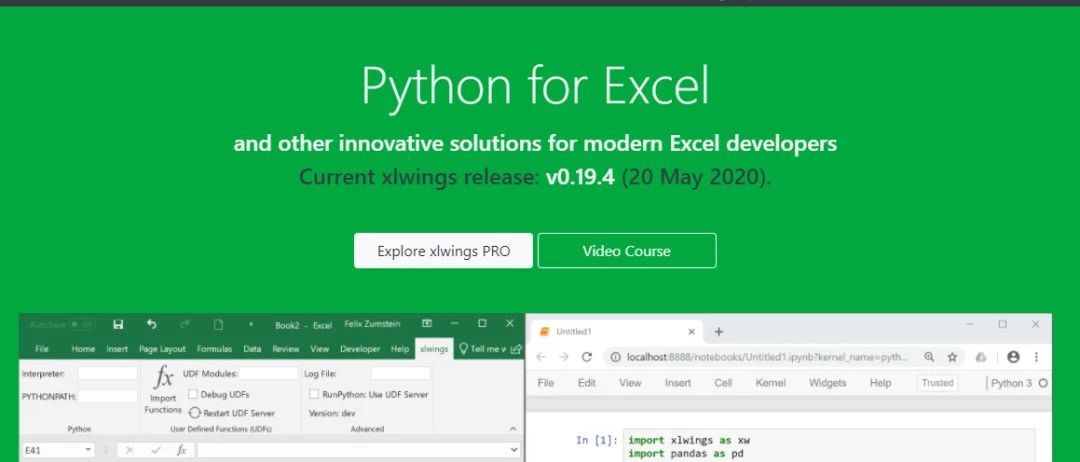 Python for Excel
and other innovative solutions for modern Excel developers
Current xlwings release: v0.19.4 (20 May 2020).
Explore xlwings PRO
Video Course
AutoSave Off
Book2 - Excel
Felix Zumstein
File Home Insert Page Layout Formulas Data Review View Developer Help xlwings Tell me w
Interpreter:
PYTHONPATH:
Python
fx
Import
Functions
UDF Modules:
Debug UDFs
Restart UDF Server
User Defined Functions (UDFs)
Log File:
RunPython: Use UDF Server
Version: dev
Advanced
E41
fx
Untitled1
localhost:8888/notebooks/Untitled1.ipynb?kernel_name=pyth...
File Edit View Insert Cell Kernel Widgets Help Trusted Python 3
In [1]: import xlwings as xw
import pandas as pd